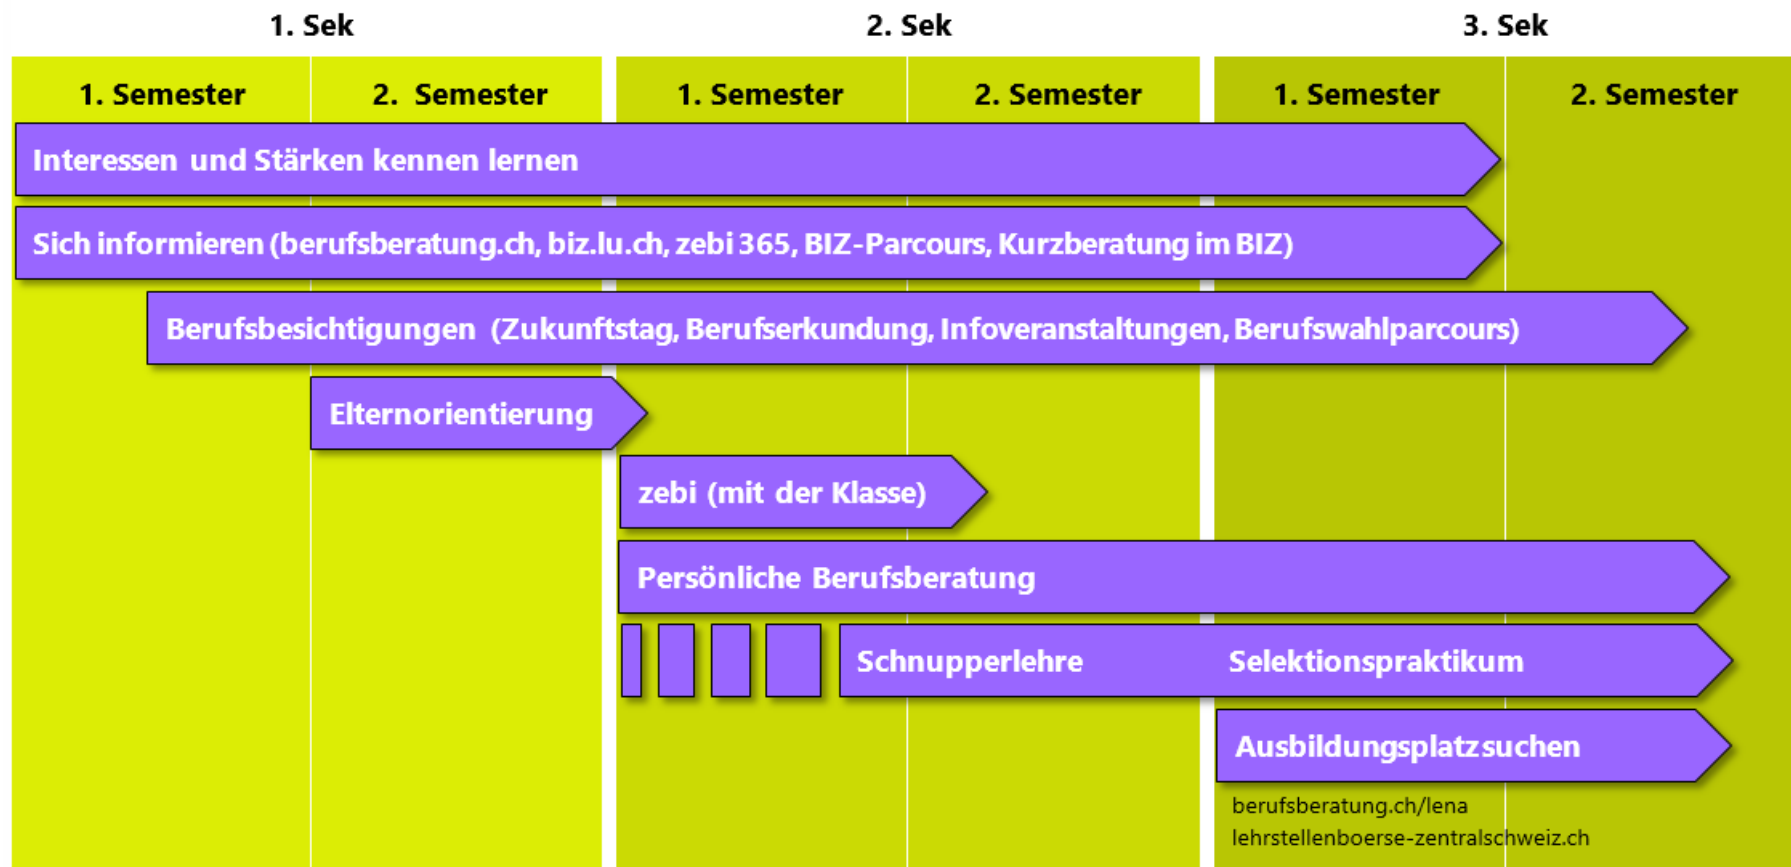 1. Sek 2. Sek 3. Sek
1. Semester 2. Semester 1. Semester 2. Semester 1. Semester 2. Semester
Interessen und Stärken kennen lernen
Sich informieren (berufsberatung.ch, biz.lu.ch, zebi 365, BIZ-Parcours, Kurzberatung im BIZ)
Berufsbesichtigungen (Zukunftstag, Berufserkundung, Infoveranstaltungen, Berufswahlparcours)
Elternorientierung
zebi (mit der Klasse)
Persönliche Berufsberatung
Schnupperlehre Selektionspraktikum
Ausbildungsplatzsuchen
berufsberatung.ch/lena
lehrstellenboerse-zentralschweiz.ch